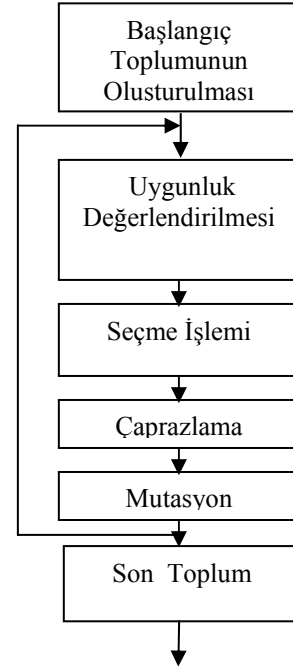 Başlangıç
Toplumunun
Olusturulması
Uygunluk
Değerlendirilmesi
Seçme İşlemi
Çaprazlama
Mutasyon
Son Toplum